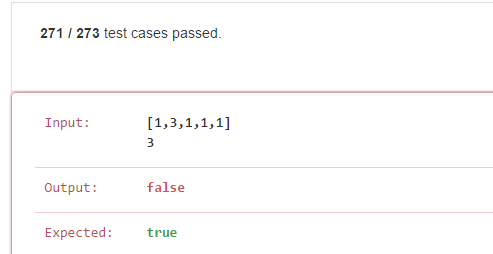 271 / 273 test cases passed.
Input: [1,3,1,1,1]
3
Output: false
Expected: true